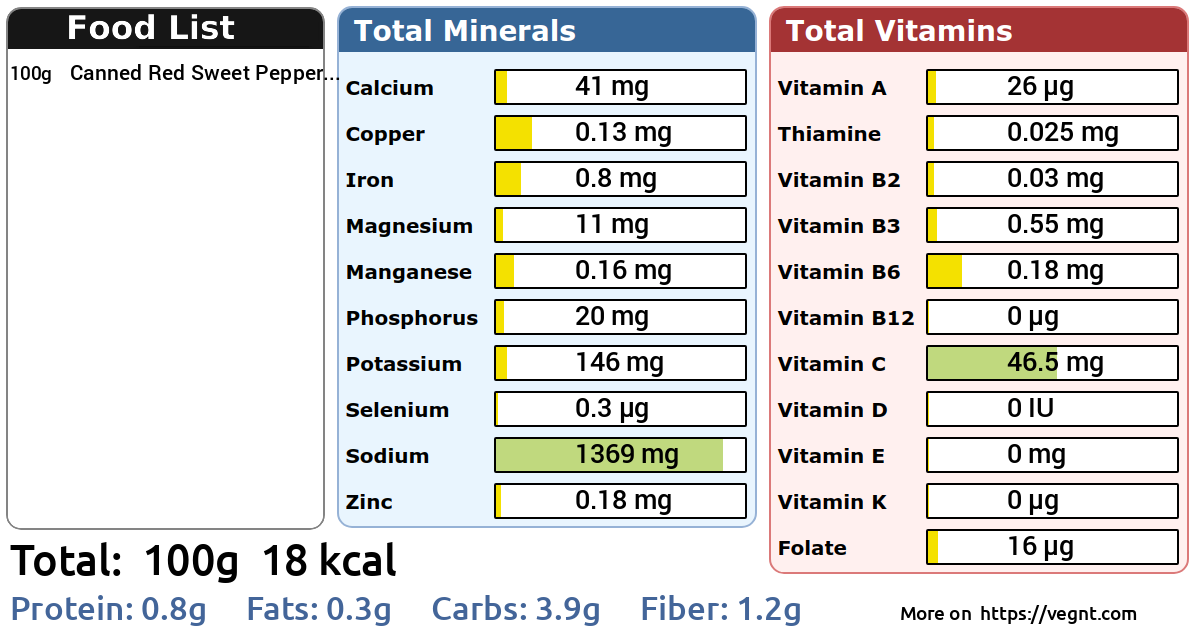 Food List
100g Canned Red Sweet Pepper...
Total Minerals
Calcium 41 mg
Copper 0.13 mg
Iron 0.8 mg
Magnesium 11 mg
Manganese 0.16 mg
Phosphorus 20 mg
Potassium 146 mg
Selenium 0.3 µg
Sodium 1369 mg
Zinc 0.18 mg
Total Vitamins
Vitamin A 26 µg
Thiamine 0.025 mg
Vitamin B2 0.03 mg
Vitamin B3 0.55 mg
Vitamin B6 0.18 mg
Vitamin B12 0 µg
Vitamin C 46.5 mg
Vitamin D 0 IU
Vitamin E 0 mg
Vitamin K 0 µg
Folate 16 µg
Total: 100g 18 kcal
Protein: 0.8g Fats: 0.3g Carbs: 3.9g Fiber: 1.2g
More on https://vegnt.com